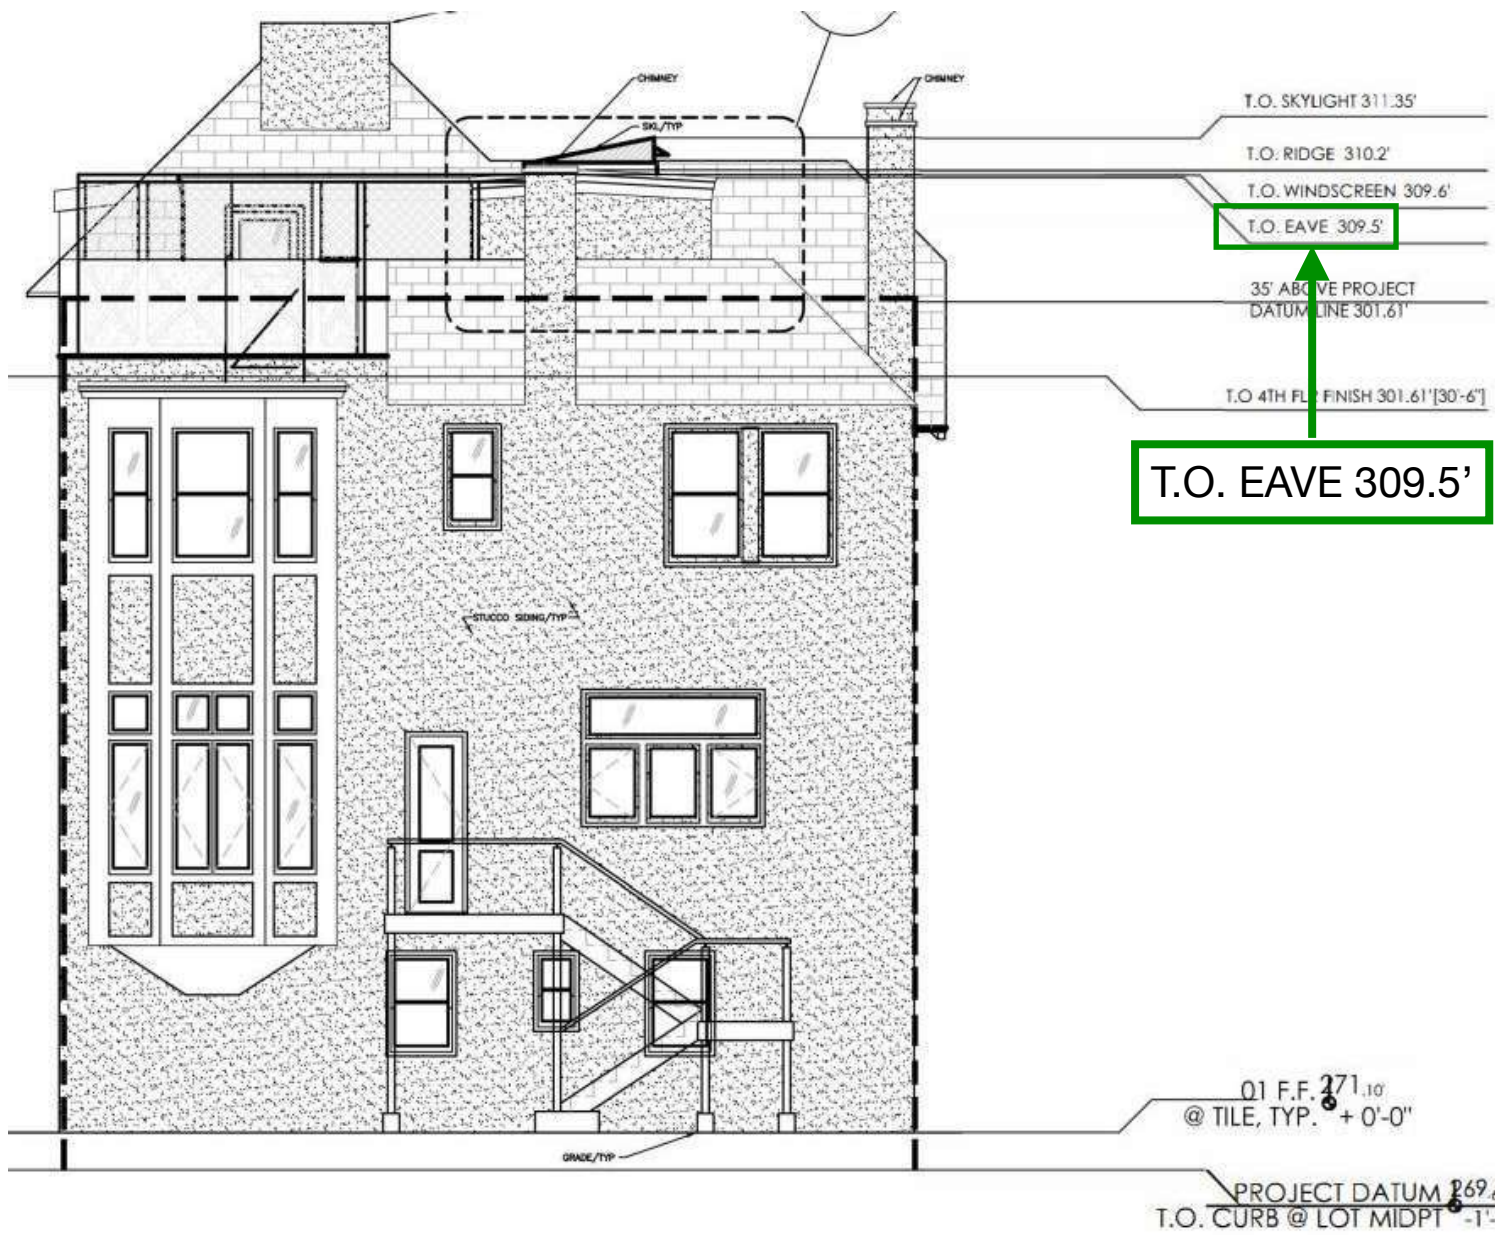 CHIMNEY
CHIMNEY
SKL/TYP
T.O. SKYLIGHT 311.35'
T.O. RIDGE 310.2'
T.O. WINDSCREEN 309.6'
T.O. EAVE 309.5'
35' ABOVE PROJECT
DATUM LINE 301.61'
T.O 4TH FLR FINISH 301.61'[30'-6"]
T.O. EAVE 309.5’
STUCCO SIDING/TYP
01 F.F. 271.10'
@ TILE, TYP. + 0'-0"
GRADE/TYP
PROJECT DATUM 269.
T.O. CURB @ LOT MIDPT -1'-